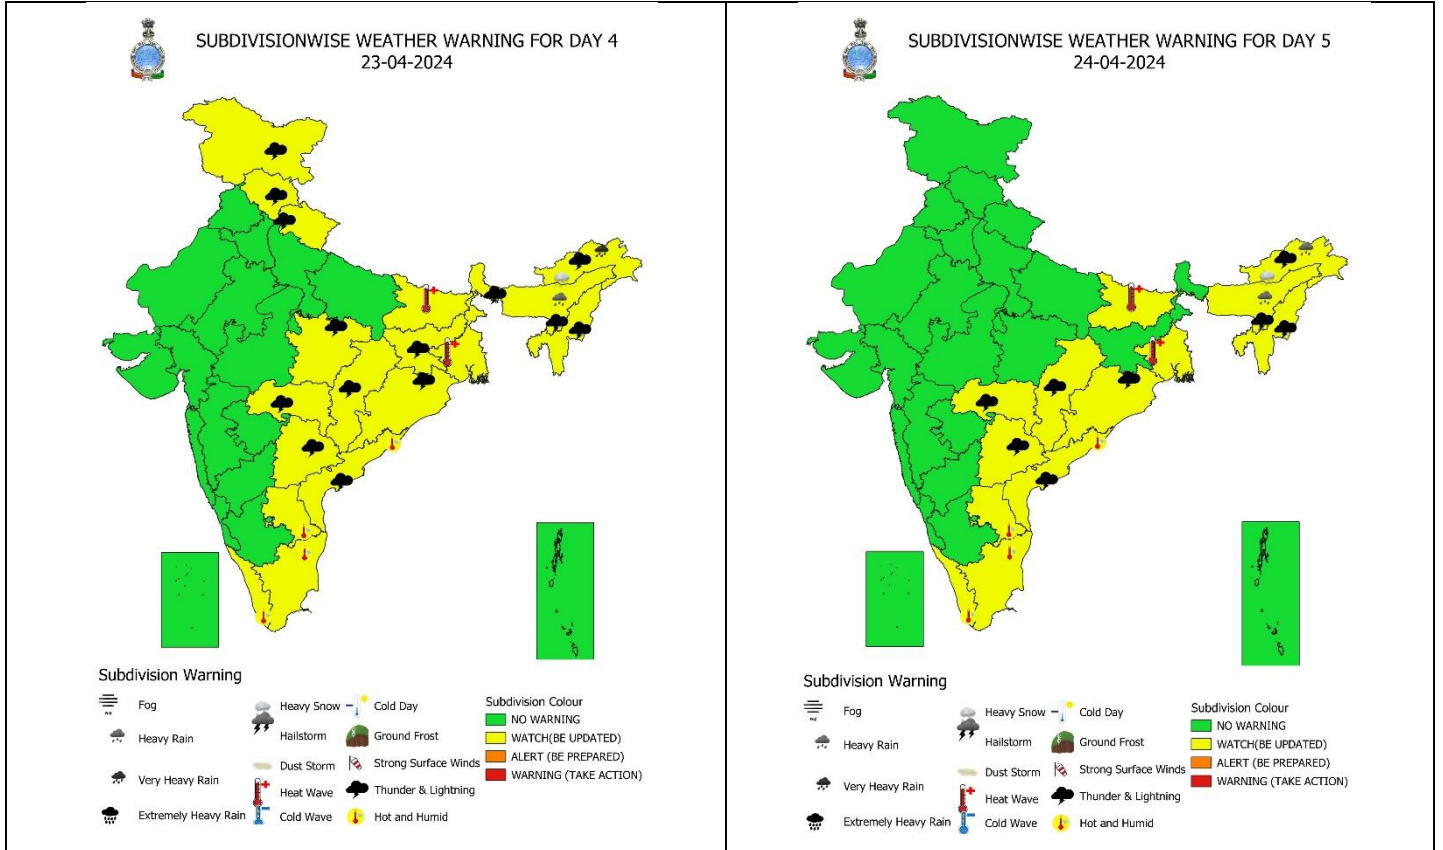 SUBDIVISIONWISE WEATHER WARNING FOR DAY 4
23-04-2024
Subdivision Warning
Fog
Heavy Rain
Very Heavy Rain
Extremely Heavy Rain
Heavy Snow
Hailstorm
Dust Storm
Heat Wave
Cold Wave
Cold Day
Ground Frost
Strong Surface Winds
Thunder & Lightning
Hot and Humid
Subdivision Colour
NO WARNING
WATCH(BE UPDATED)
ALERT (BE PREPARED)
WARNING (TAKE ACTION)
SUBDIVISIONWISE WEATHER WARNING FOR DAY 5
24-04-2024
Subdivision Warning
Fog
Heavy Rain
Very Heavy Rain
Extremely Heavy Rain
Heavy Snow
Hailstorm
Dust Storm
Heat Wave
Cold Wave
Cold Day
Ground Frost
Strong Surface Winds
Thunder & Lightning
Hot and Humid
Subdivision Colour
NO WARNING
WATCH(BE UPDATED)
ALERT (BE PREPARED)
WARNING (TAKE ACTION)